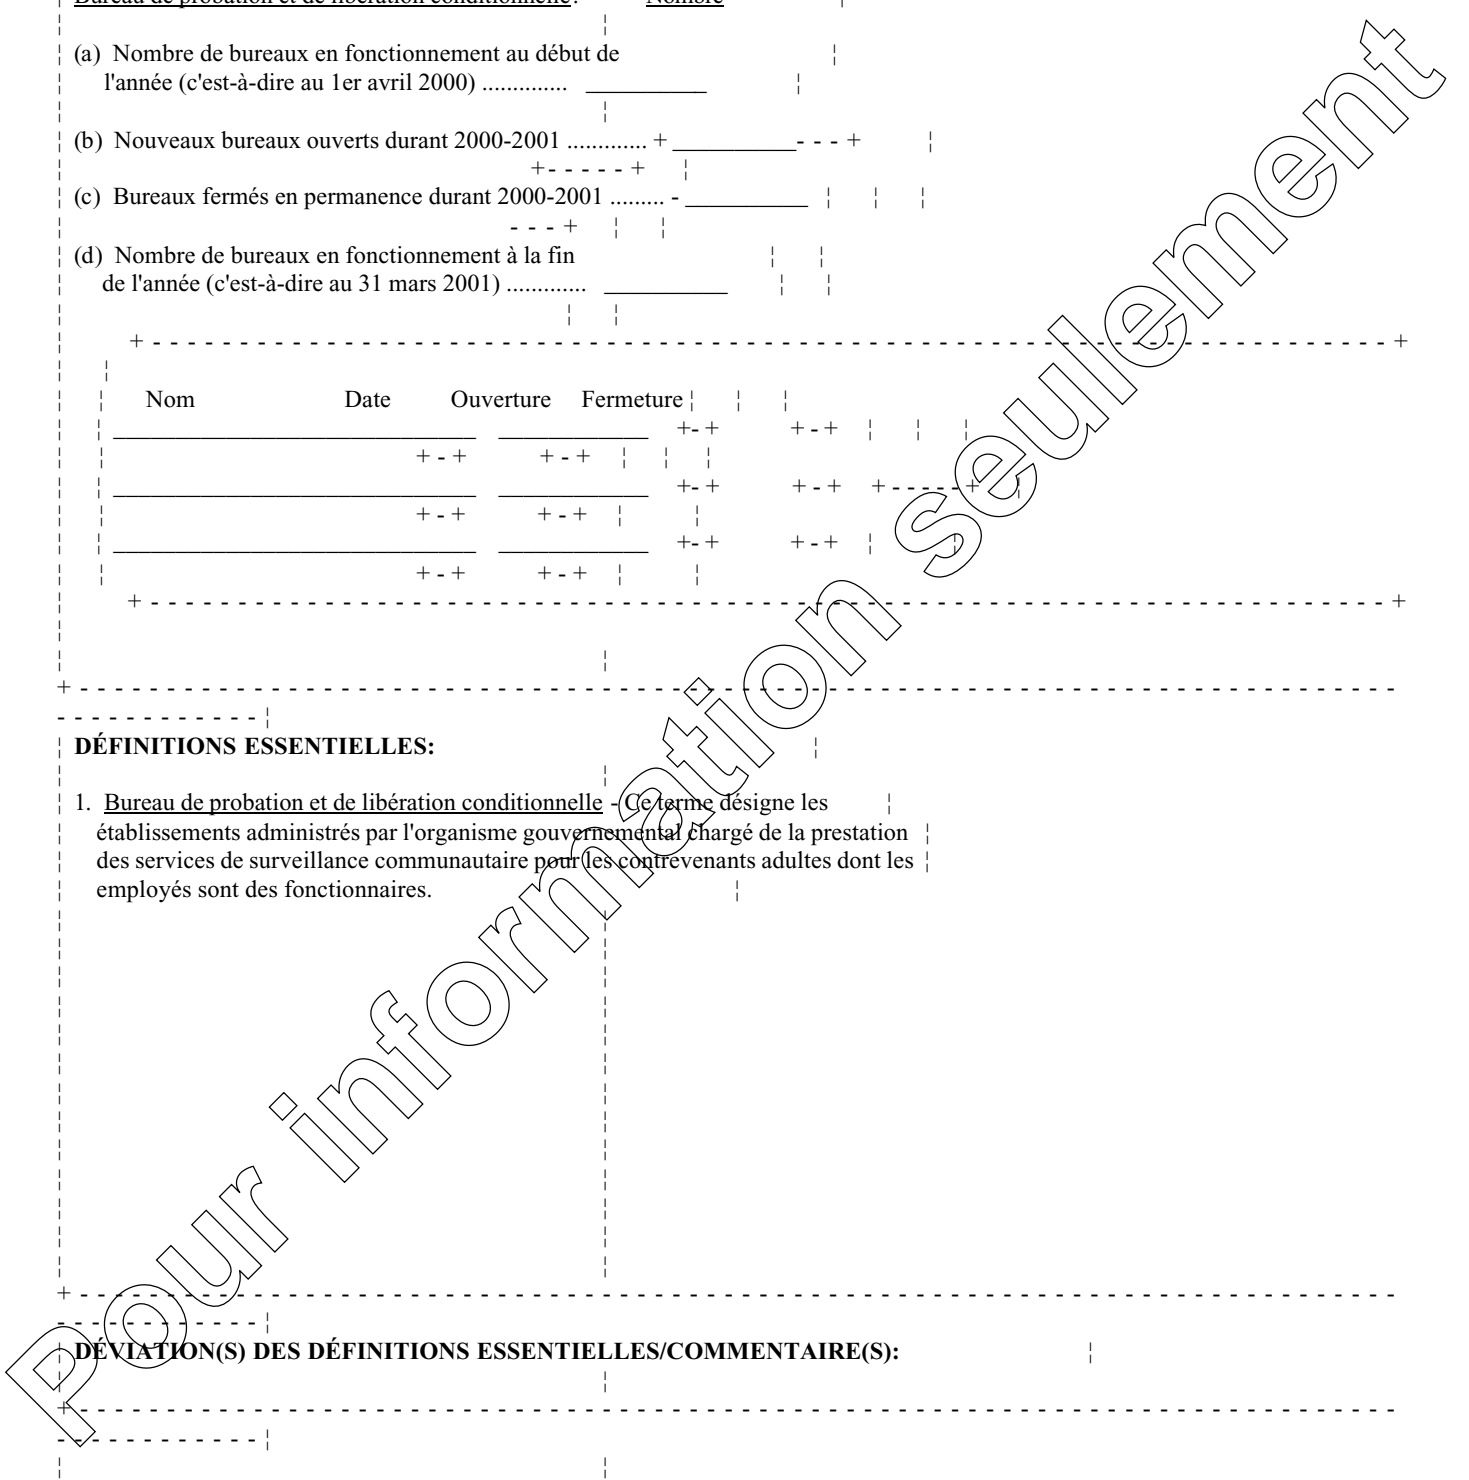 Bureau de probation et de libération conditionnelle: Nombre
(a) Nombre de bureaux en fonctionnement au début de
l'année (c'est-à-dire au 1er avril 2000) .............. __________
(b) Nouveaux bureaux ouverts durant 2000-2001 ............. + __________- - - +
+- - - - - +
(c) Bureaux fermés en permanence durant 2000-2001 ......... - __________
- - - +
(d) Nombre de bureaux en fonctionnement à la fin
de l'année (c'est-à-dire au 31 mars 2001) ............. __________
Nom Date Ouverture Fermeture
DÉFINITIONS ESSENTIELLES:
1. Bureau de probation et de libération conditionnelle - Ce terme désigne les
établissements administrés par l'organisme gouvernemental chargé de la prestation
des services de surveillance communautaire pour les contrevenants adultes dont les
employés sont des fonctionnaires.
DÉVIATION(S) DES DÉFINITIONS ESSENTIELLES/COMMENTAIRE(S):
Pour information seulement